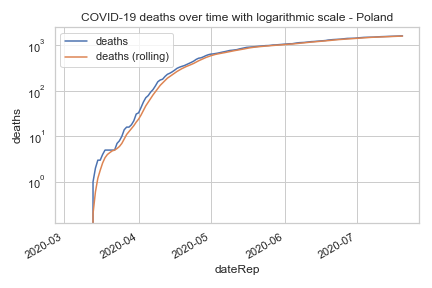 COVID-19 deaths over time with logarithmic scale - Poland
deaths
deaths (rolling)
10³
10²
10¹
10⁰
deaths
2020-03
2020-04
2020-05
2020-06
2020-07
dateRep